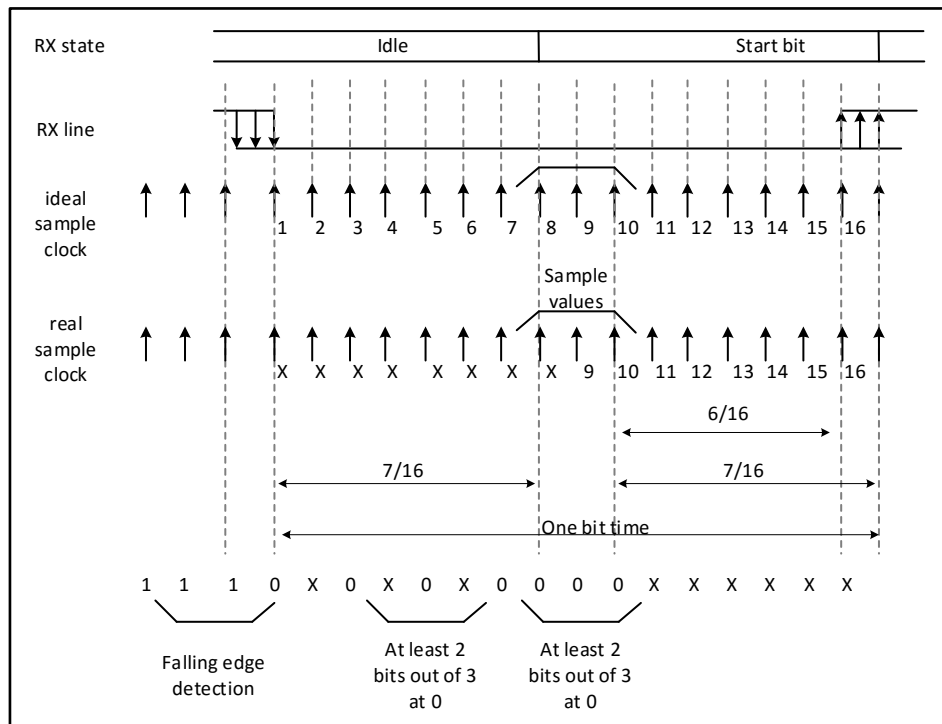 RX state
Idle
Start bit
RX line
ideal
sample
clock
1 2 3 4 5 6 7 8 9 10 11 12 13 14 15 16
Sample
values
real
sample
clock
X X X X X X X X 9 10 11 12 13 14 15 16
6/16
7/16
7/16
One bit time
1 1 1 0 X 0 X 0 X 0 0 0 0 X X X X X X
Falling edge
detection
At least 2
bits out of 3
at 0
At least 2
bits out of 3
at 0